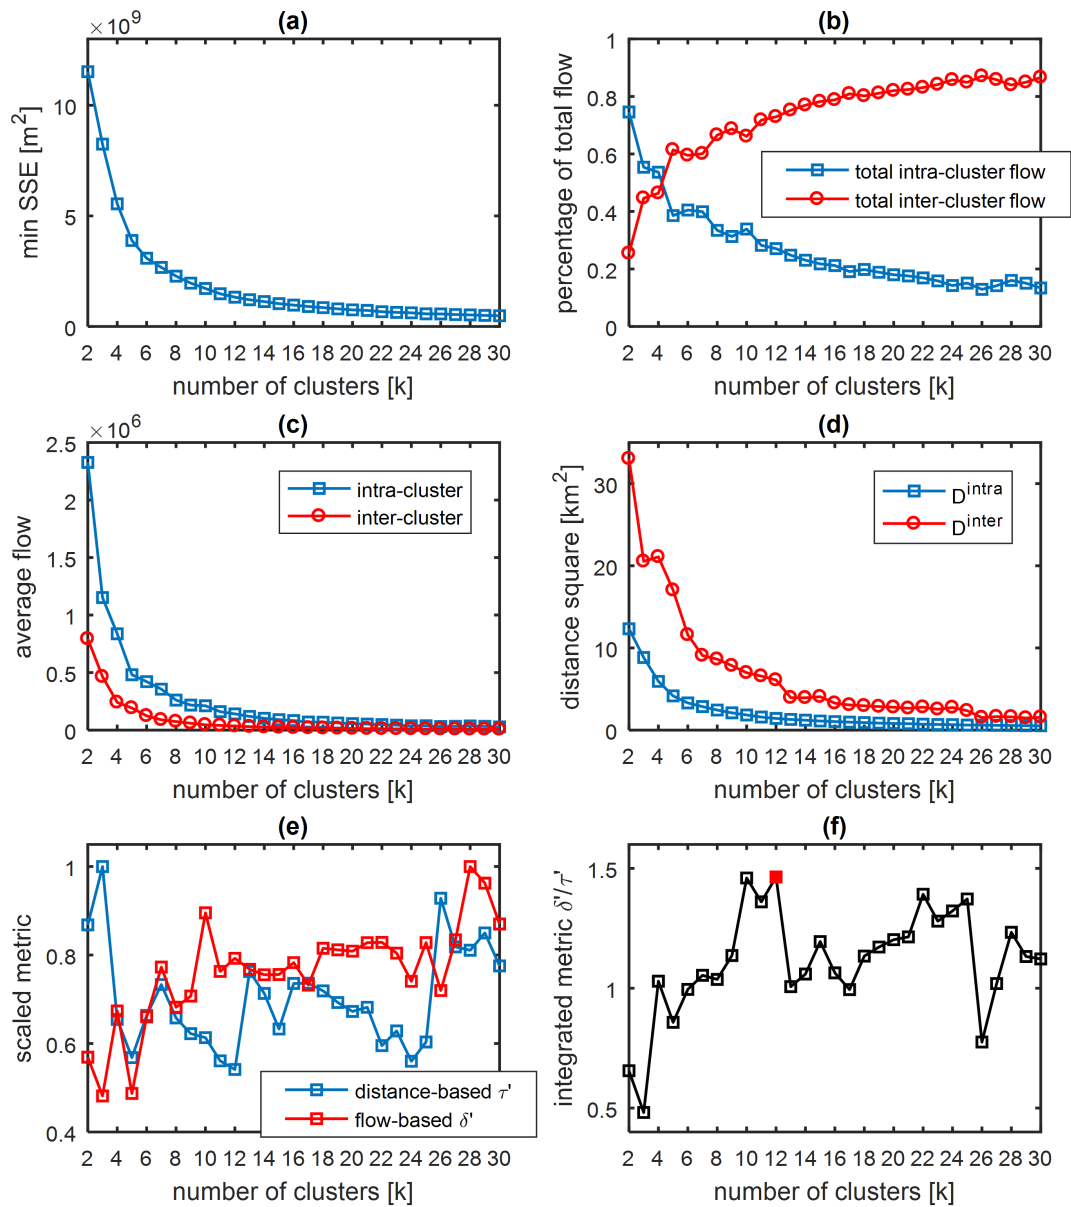 (a)
×10⁹
10
5
0
min SSE [m²]
2 4 6 8 10 12 14 16 18 20 22 24 26 28 30
number of clusters [k]
(b)
1
0.8
0.6
0.4
0.2
0
percentage of total flow
total intra-cluster flow
total inter-cluster flow
2 4 6 8 10 12 14 16 18 20 22 24 26 28 30
number of clusters [k]
(c)
×10⁶
2.5
2
1.5
1
0.5
0
average flow
intra-cluster
inter-cluster
2 4 6 8 10 12 14 16 18 20 22 24 26 28 30
number of clusters [k]
(d)
30
20
10
0
distance square [km²]
D^intra
D^inter
2 4 6 8 10 12 14 16 18 20 22 24 26 28 30
number of clusters [k]
(e)
1
0.8
0.6
0.4
scaled metric
distance-based τ'
flow-based δ'
2 4 6 8 10 12 14 16 18 20 22 24 26 28 30
number of clusters [k]
(f)
1.5
1
0.5
integrated metric δ'/τ'
2 4 6 8 10 12 14 16 18 20 22 24 26 28 30
number of clusters [k]